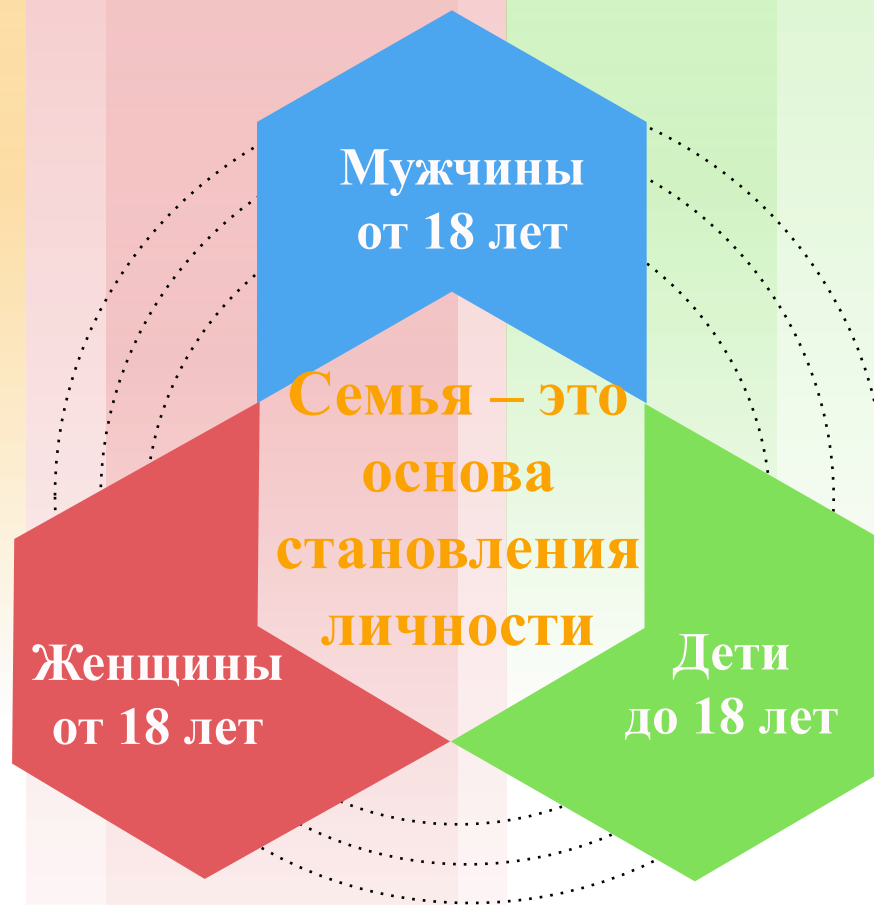 Мужчины
от 18 лет
Семья – это
основа
становления
личности
Женщины
от 18 лет
Дети
до 18 лет